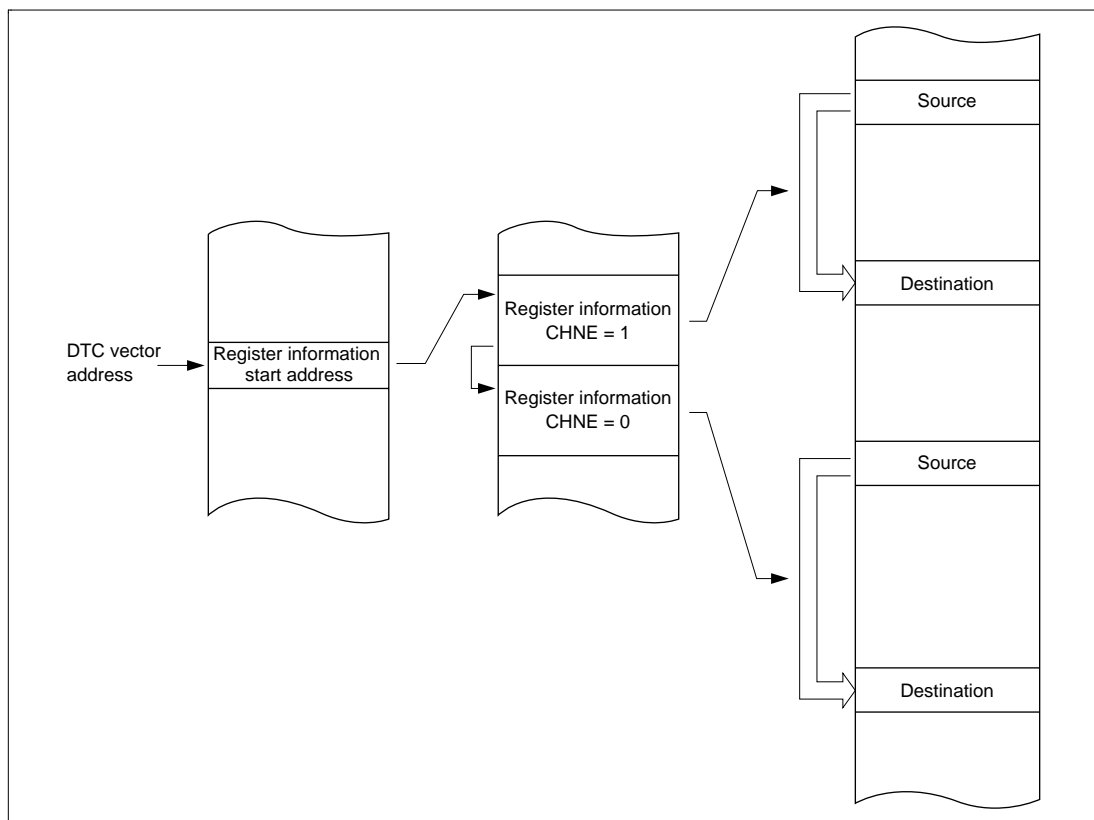 DTC vector
address
Register information
start address
Register information
CHNE = 1
Register information
CHNE = 0
Source
Destination
Source
Destination